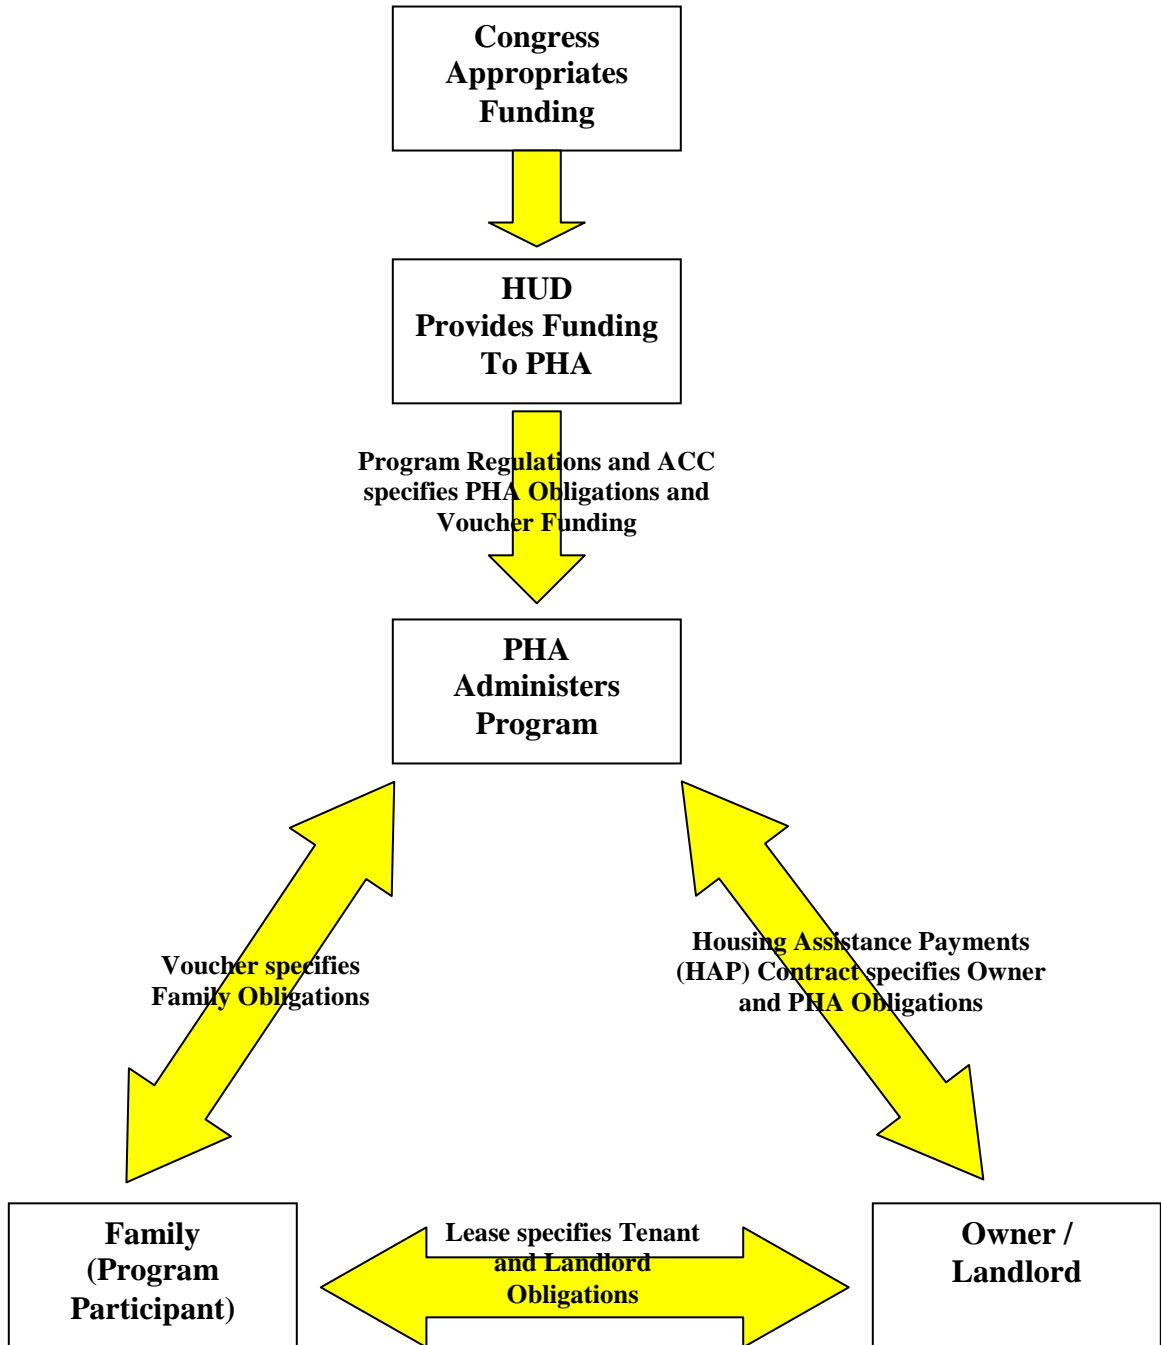 Congress
Appropriates
Funding
HUD
Provides Funding
To PHA
Program Regulations and ACC
specifies PHA Obligations and
Voucher Funding
PHA
Administers
Program
Voucher specifies
Family Obligations
Housing Assistance Payments
(HAP) Contract specifies Owner
and PHA Obligations
Family
(Program
Participant)
Lease specifies Tenant
and Landlord
Obligations
Owner /
Landlord